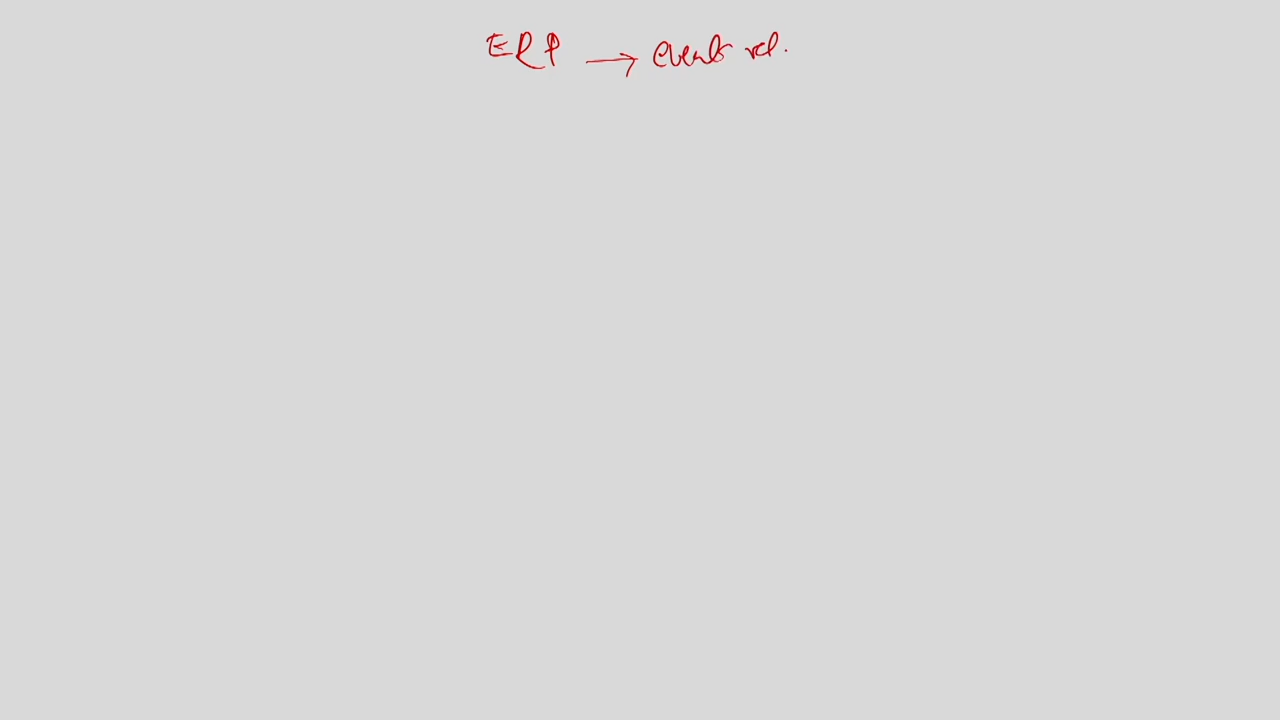 ERP → events rel.